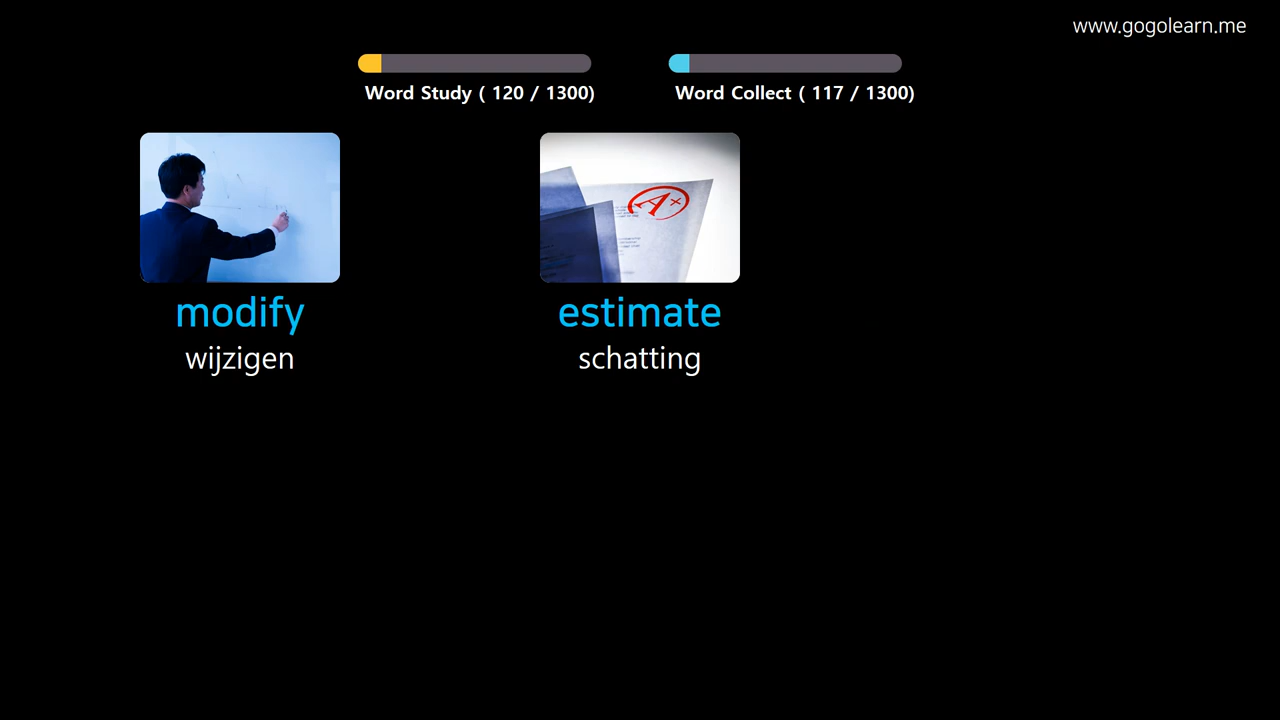 www.gogolearn.me
Word Study ( 120 / 1300)
Word Collect ( 117 / 1300)
A+
modify
wijzigen
estimate
schatting